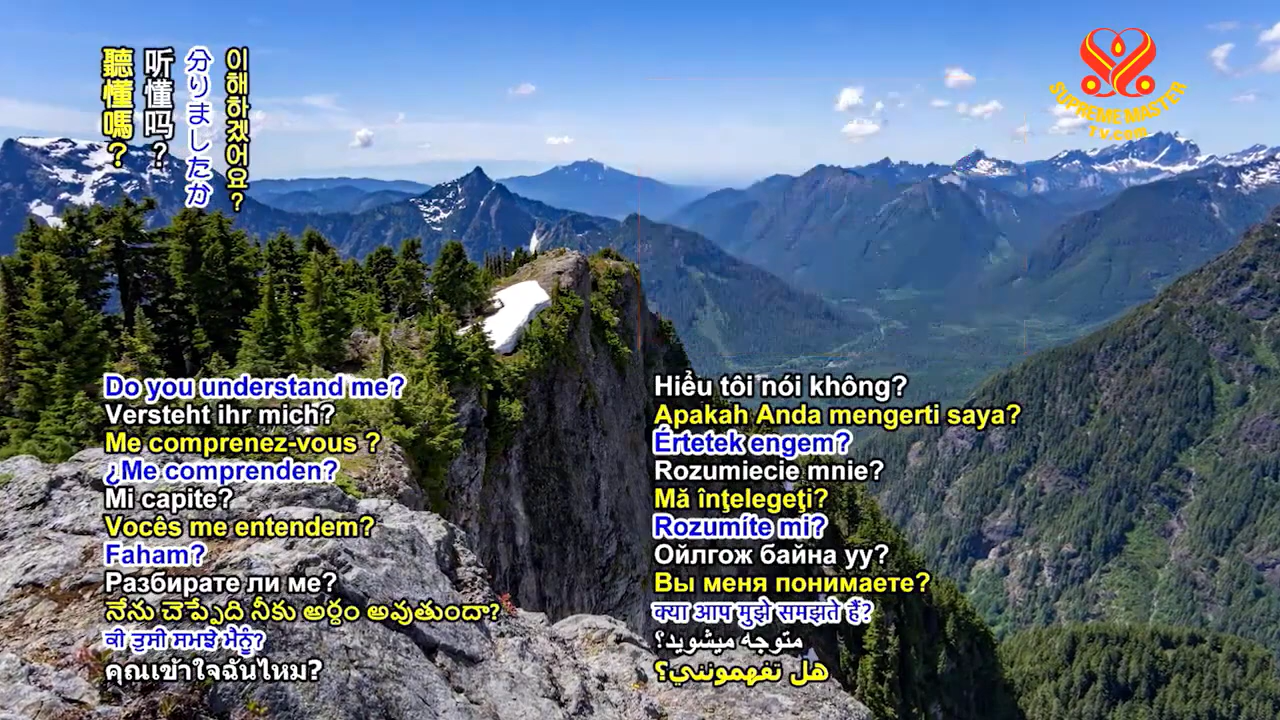 聽懂嗎？
听懂吗？
分りましたか
이해하겠어요？
SUPREME MASTER
TV.com
Do you understand me?
Versteht ihr mich?
Me comprenez-vous ?
¿Me comprenden?
Mi capite?
Vocês me entendem?
Faham?
Разбирате ли ме?
నేను చెప్పేది నీకు అర్థం అవుతుందా?
ਕੀ ਤੁਸੀ ਸਮਝੇ ਮੈਨੂੰ?
คุณเข้าใจฉันไหม?
Hiểu tôi nói không?
Apakah Anda mengerti saya?
Értetek engem?
Rozumiecie mnie?
Mă înţelegeţi?
Rozumíte mi?
Ойлгож байна уу?
Вы меня понимаете?
क्या आप मुझे समझते हैं?
متوجه میشوید؟
هل تفهمونني؟